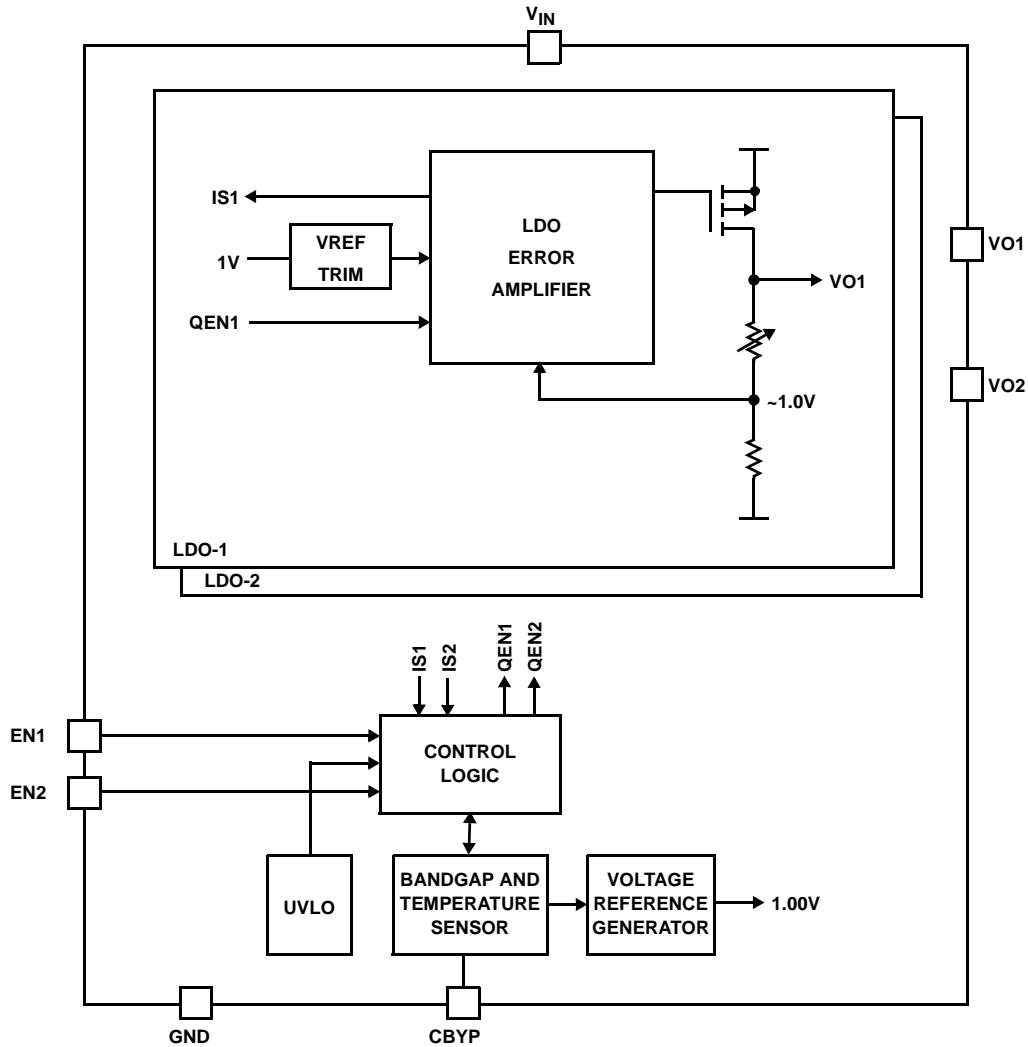 VIN
IS1
LDO
ERROR
AMPLIFIER
VREF
TRIM
1V
VO1
VO1
QEN1
VO2
~1.0V
LDO-1
LDO-2
IS1
IS2
QEN1
QEN2
EN1
CONTROL
LOGIC
EN2
UVLO
BANDGAP AND
TEMPERATURE
SENSOR
VOLTAGE
REFERENCE
GENERATOR
1.00V
GND
CBYP